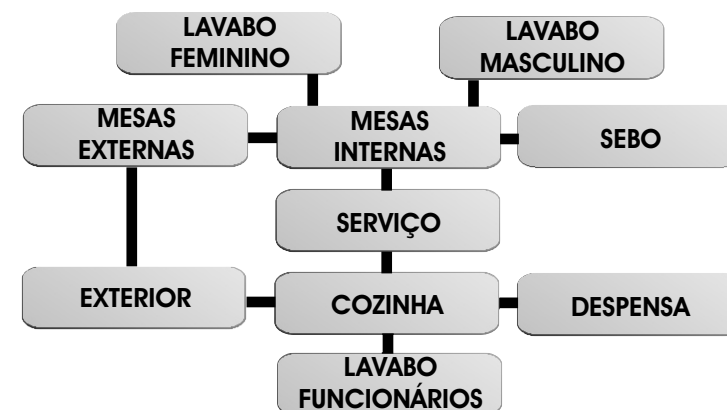 LAVABO
FEMININO
LAVABO
MASCULINO
MESAS
EXTERNAS
MESAS
INTERNAS
SEBO
SERVIÇO
EXTERIOR
COZINHA
DESPENSA
LAVABO
FUNCIONÁRIOS